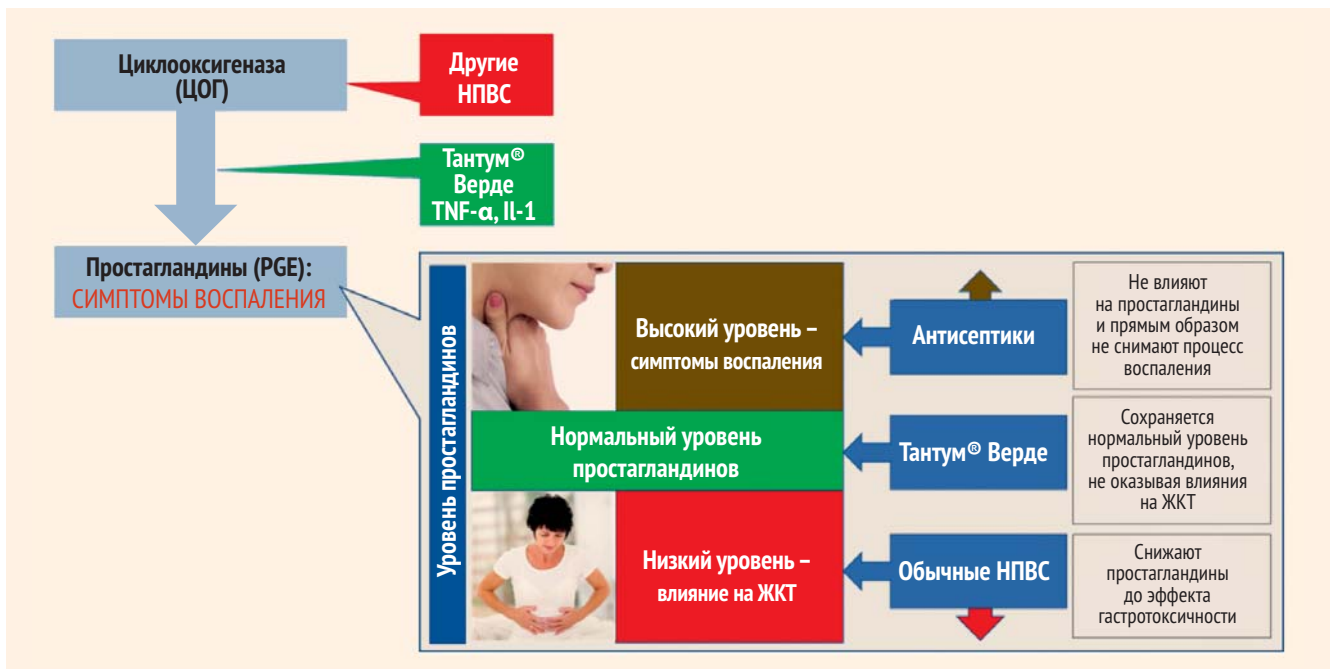 Циклооксигеназа
(ЦОГ)
Другие
НПВС
Тантум®
Верде
TNF-α, Il-1
Простагландины (PGE):
СИМПТОМЫ ВОСПАЛЕНИЯ
Уровень простагландинов
Высокий уровень –
симптомы воспаления
Антисептики
Не влияют
на простагландины
и прямым образом
не снимают процесс
воспаления
Нормальный уровень
простагландинов
Тантум® Верде
Сохраняется
нормальный уровень
простагландинов,
не оказывая влияния
на ЖКТ
Низкий уровень –
влияние на ЖКТ
Обычные НПВС
Снижают
простагландины
до эффекта
гастротоксичности